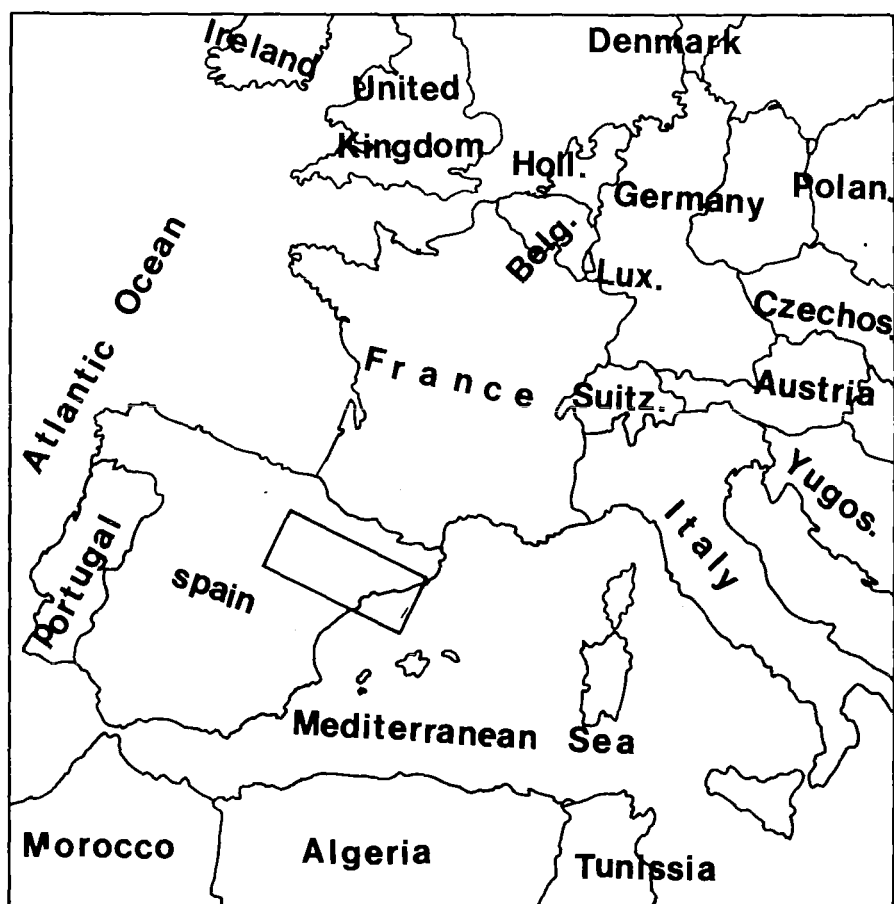 Ireland
Denmark
United
Kingdom
Holl.
Germany
Polan.
Belg.
Atlantic Ocean
Lux.
Czechos.
France
Suitz.
Austria
Yugos.
Italy
Portugal
spain
Mediterranean Sea
Morocco
Algeria
Tunissia